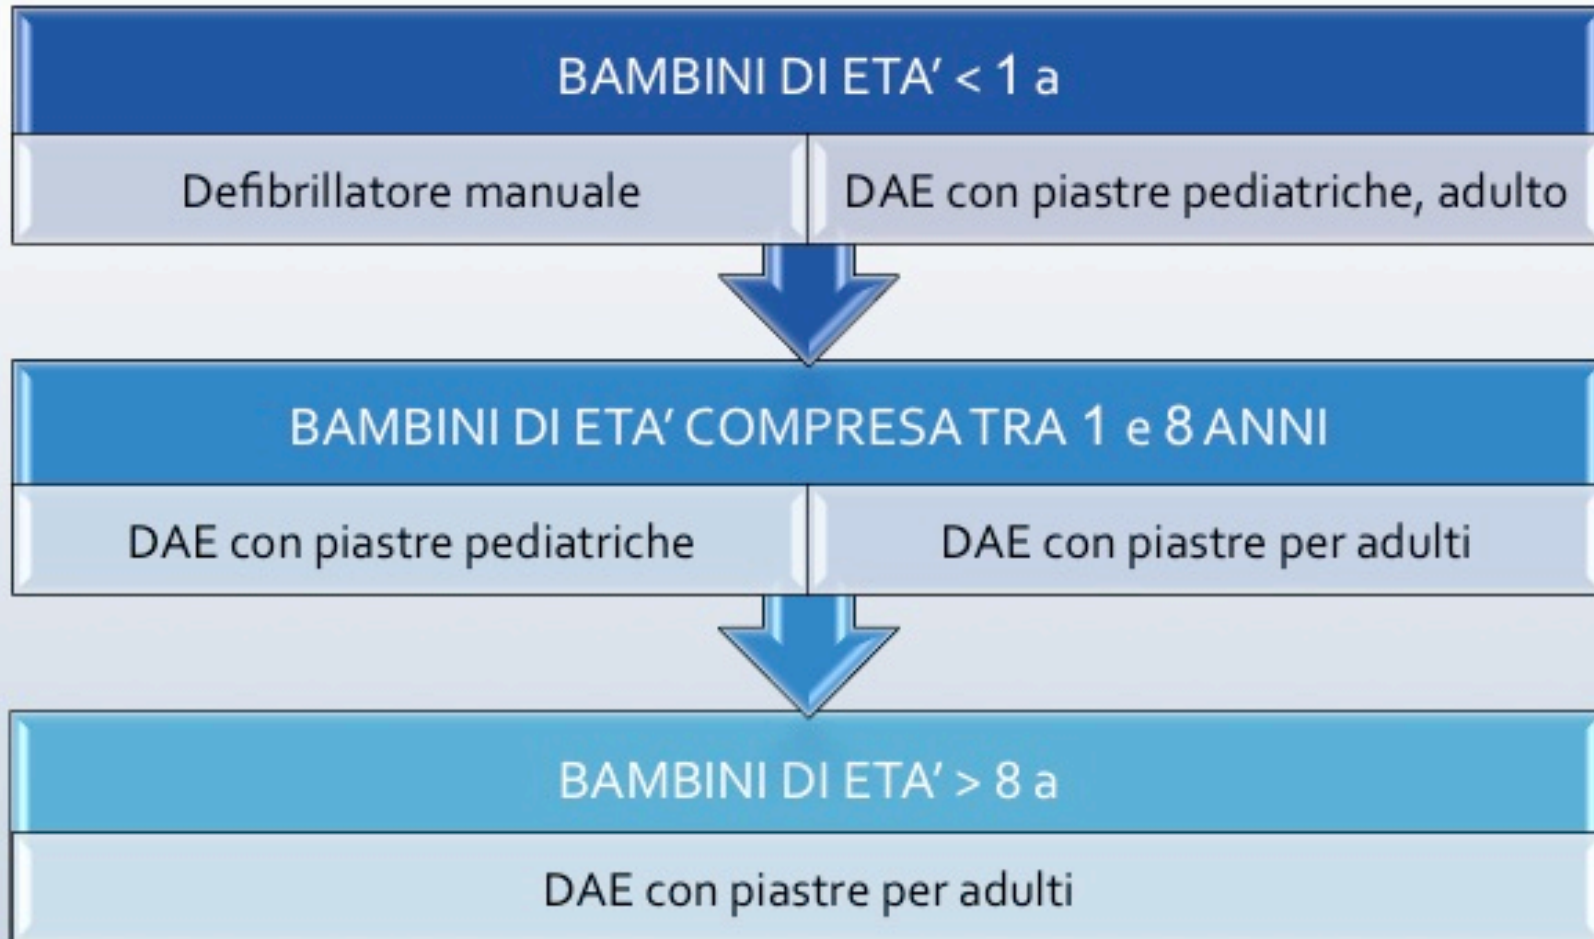 BAMBINI DI ETA’ < 1 a
Defibrillatore manuale
DAE con piastre pediatriche, adulto
BAMBINI DI ETA’ COMPRESA TRA 1 e 8 ANNI
DAE con piastre pediatriche
DAE con piastre per adulti
BAMBINI DI ETA’ > 8 a
DAE con piastre per adulti